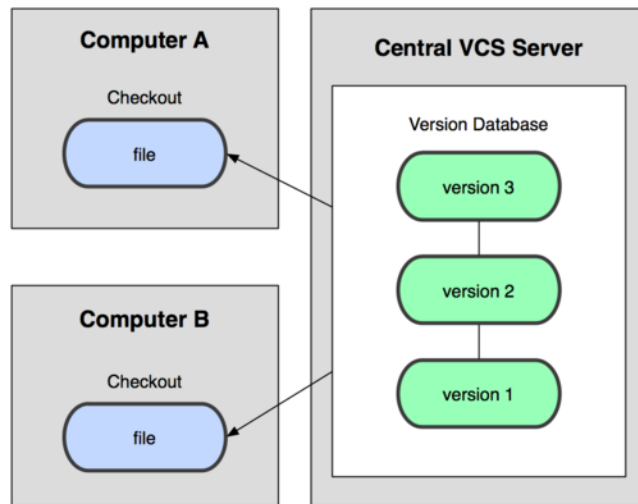 Computer A
Checkout
file
Computer B
Checkout
file
Central VCS Server
Version Database
version 3
version 2
version 1